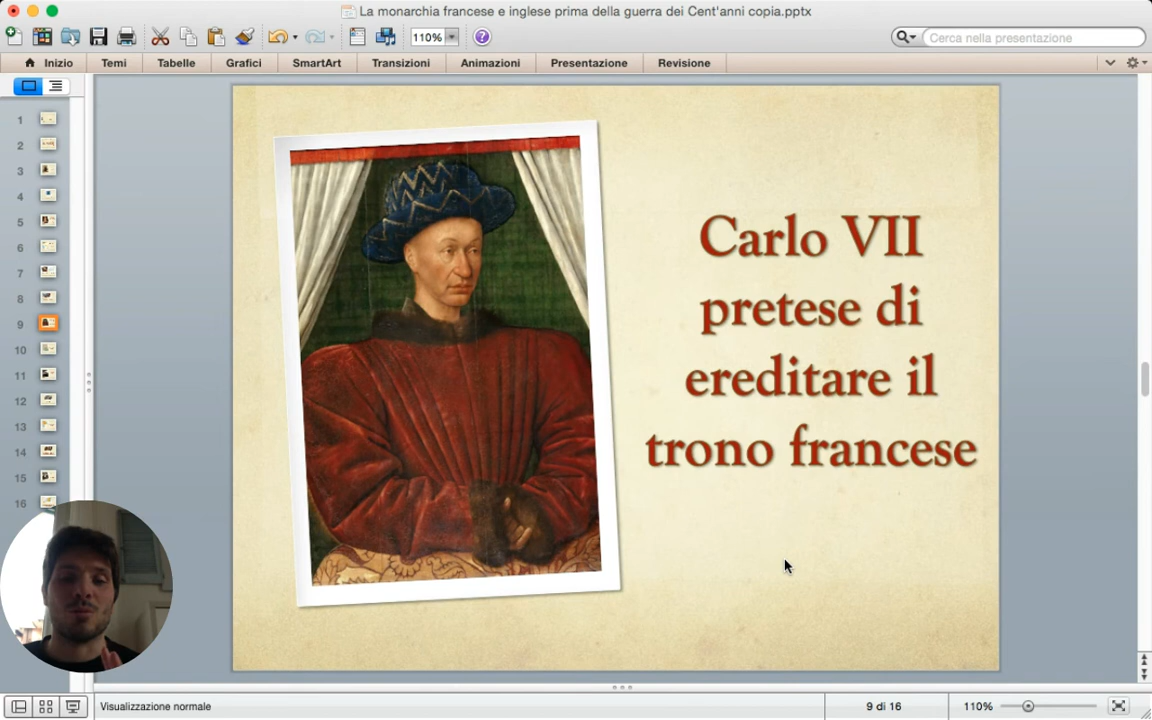 La monarchia francese e inglese prima della guerra dei Cent'anni copia.pptx
110%
Cerca nella presentazione
Inizio Temi Tabelle Grafici SmartArt Transizioni Animazioni Presentazione Revisione
1
2
3
4
5
6
7
8
9
10
11
12
13
14
15
16
Carlo VII
pretese di
ereditare il
trono francese
Visualizzazione normale 9 di 16 110%